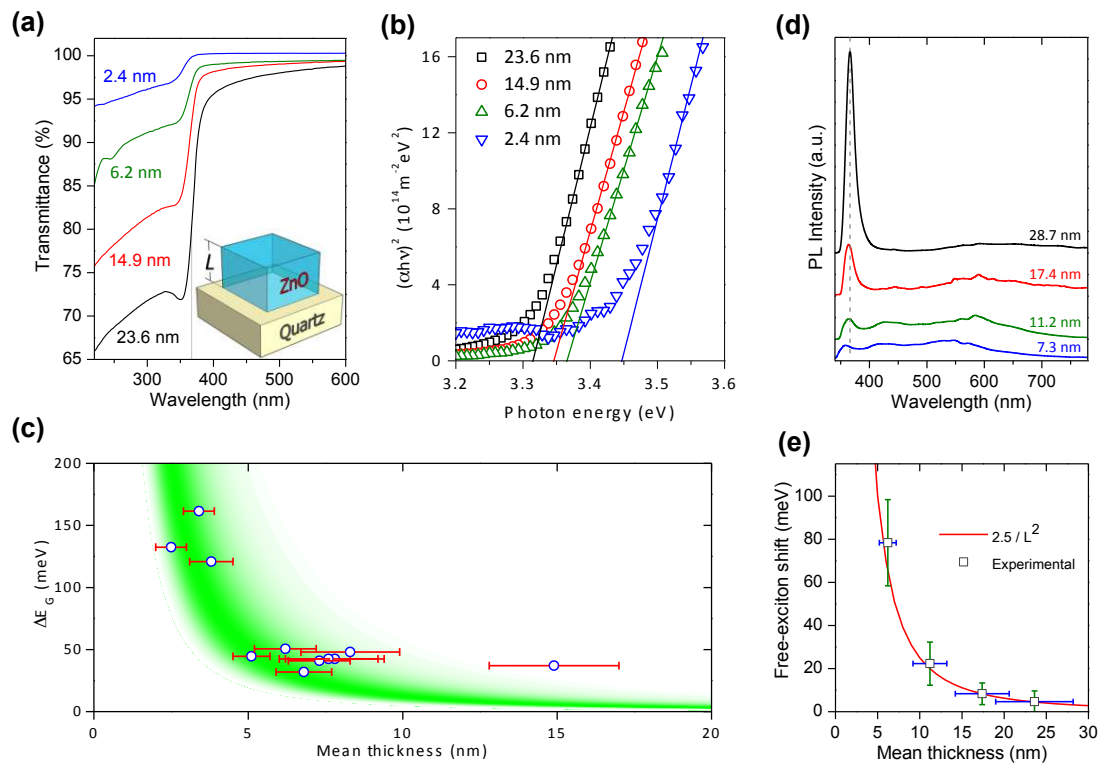 (a)
100
95
90
85
80
75
70
65
Transmittance (%)
2.4 nm
6.2 nm
14.9 nm
23.6 nm
L
ZnO
Quartz
300 400 500 600
Wavelength (nm)
(b)
16
12
8
4
0
(αhν)² (10¹⁴ m⁻² eV²)
23.6 nm
14.9 nm
6.2 nm
2.4 nm
3.2 3.3 3.4 3.5 3.6
Photon energy (eV)
(d)
PL Intensity (a.u.)
28.7 nm
17.4 nm
11.2 nm
7.3 nm
400 500 600 700
Wavelength (nm)
(c)
200
150
100
50
0
ΔE G (meV)
0 5 10 15 20
Mean thickness (nm)
(e)
100
80
60
40
20
0
Free-exciton shift (meV)
2.5 / L²
Experimental
0 5 10 15 20 25 30
Mean thickness (nm)